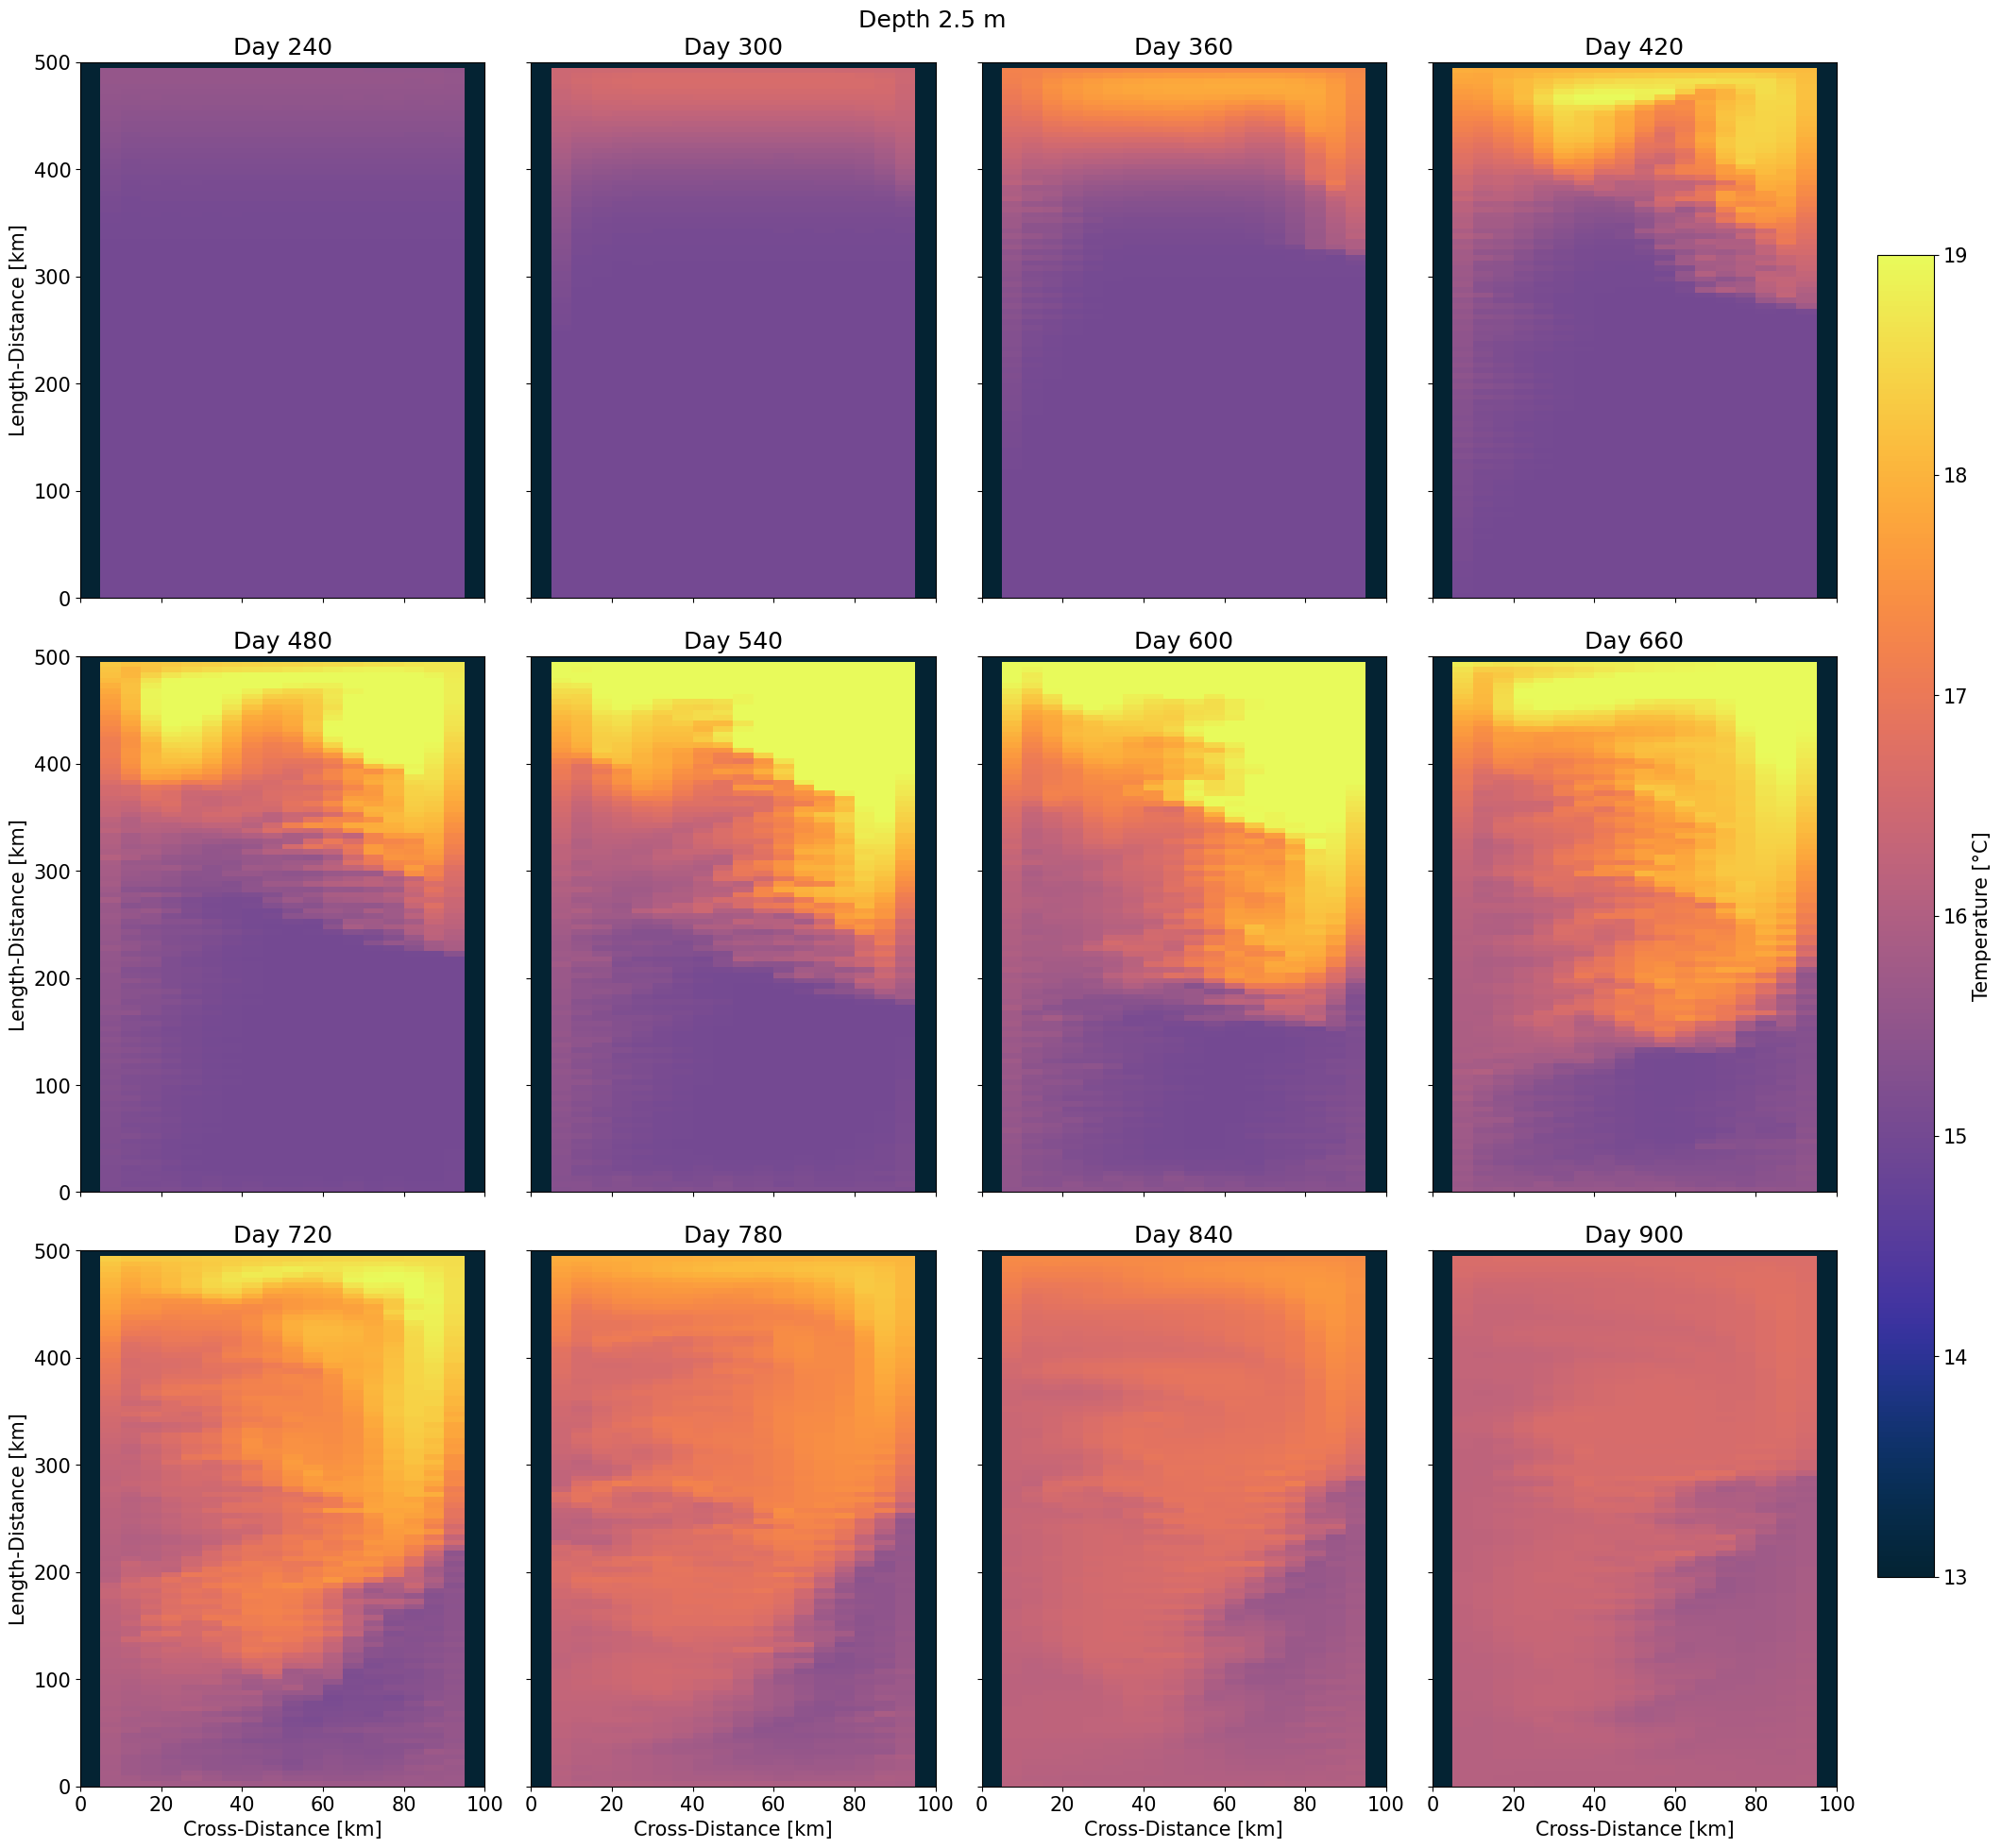 Depth 2.5 m
Day 240 Day 300 Day 360 Day 420
500
400
300
200
100
0
Length-Distance [km]
Day 480 Day 540 Day 600 Day 660
500
400
300
200
100
0
Length-Distance [km]
Day 720 Day 780 Day 840 Day 900
500
400
300
200
100
0
Length-Distance [km]
0 20 40 60 80 100 0 20 40 60 80 100 0 20 40 60 80 100 0 20 40 60 80 100
Cross-Distance [km] Cross-Distance [km] Cross-Distance [km] Cross-Distance [km]
19
18
17
16
15
14
13
Temperature [°C]